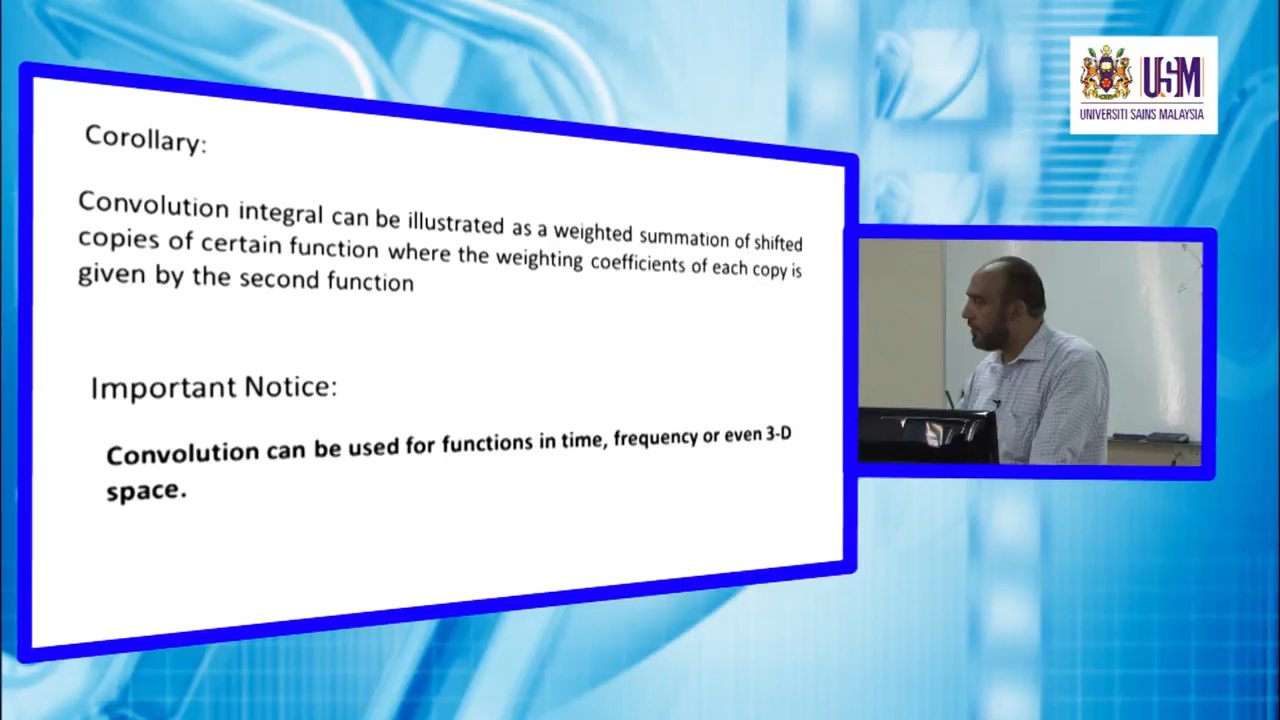 USM
UNIVERSITI SAINS MALAYSIA
Corollary:
Convolution integral can be illustrated as a weighted summation of shifted
copies of certain function where the weighting coefficients of each copy is
given by the second function
Important Notice:
Convolution can be used for functions in time, frequency or even 3-D
space.